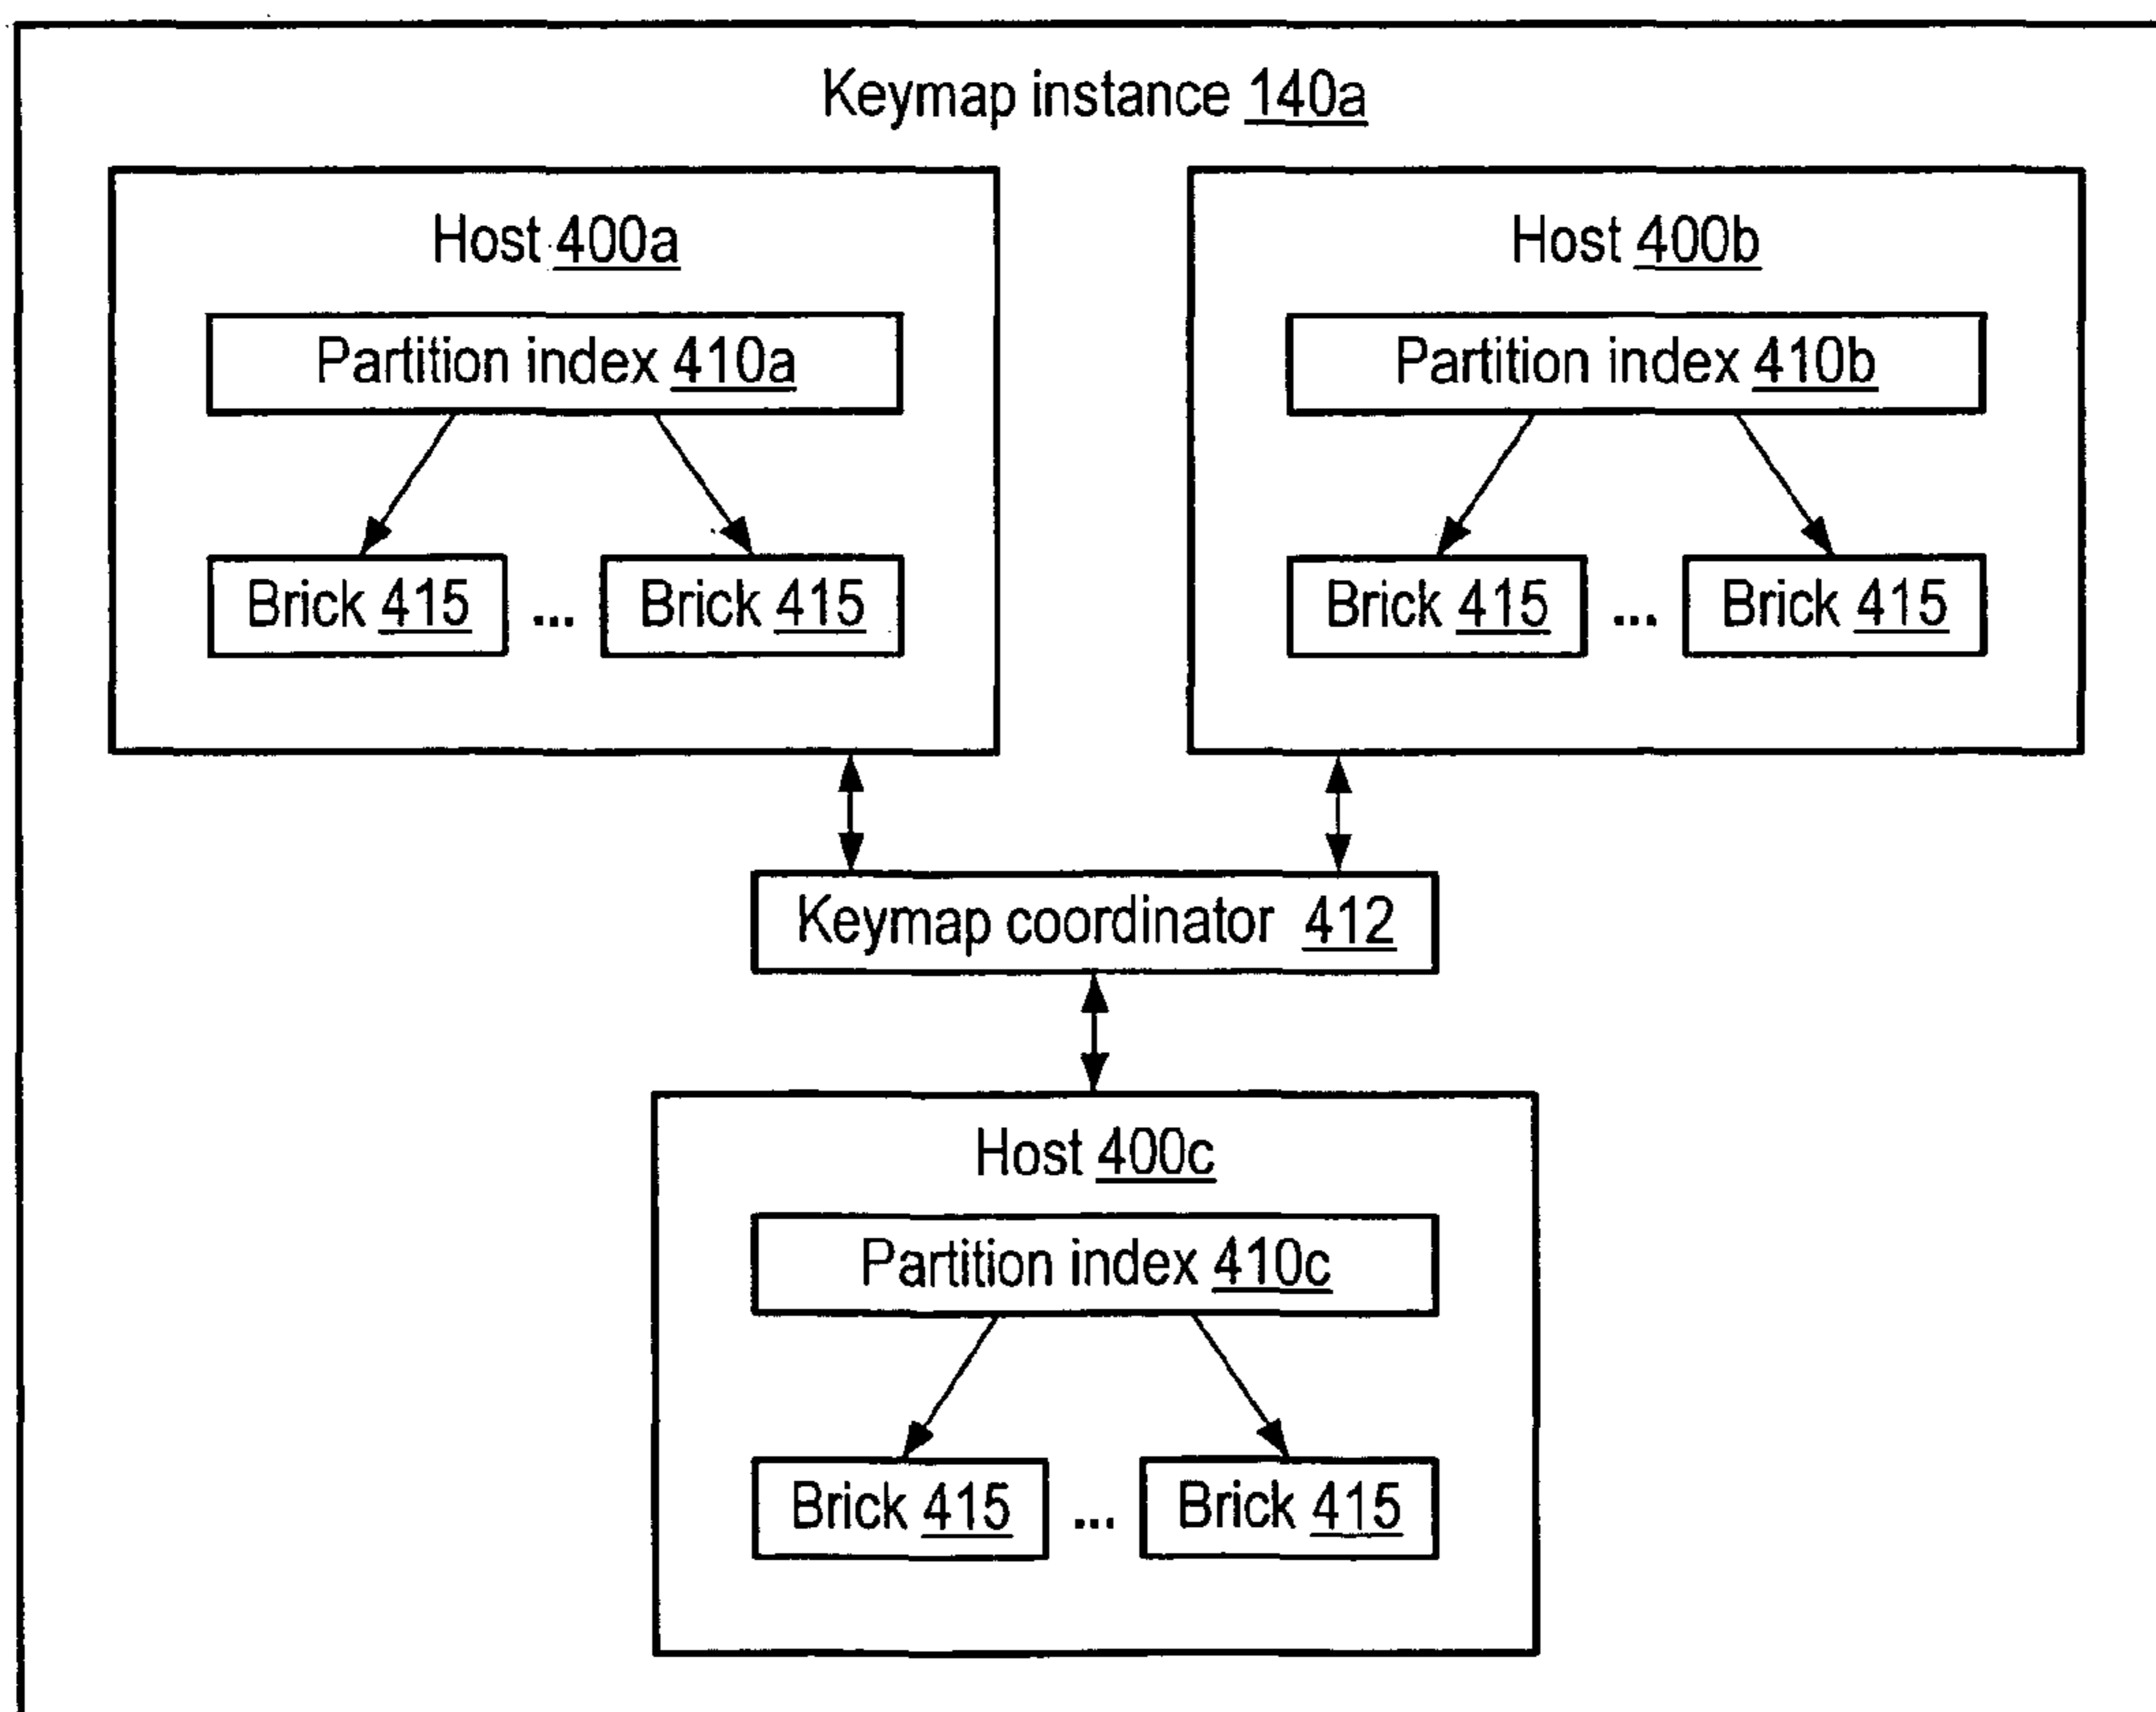 Keymap instance 140a
Host 400a
Partition index 410a
Brick 415 ... Brick 415
Host 400b
Partition index 410b
Brick 415 ... Brick 415
Keymap coordinator 412
Host 400c
Partition index 410c
Brick 415 ... Brick 415